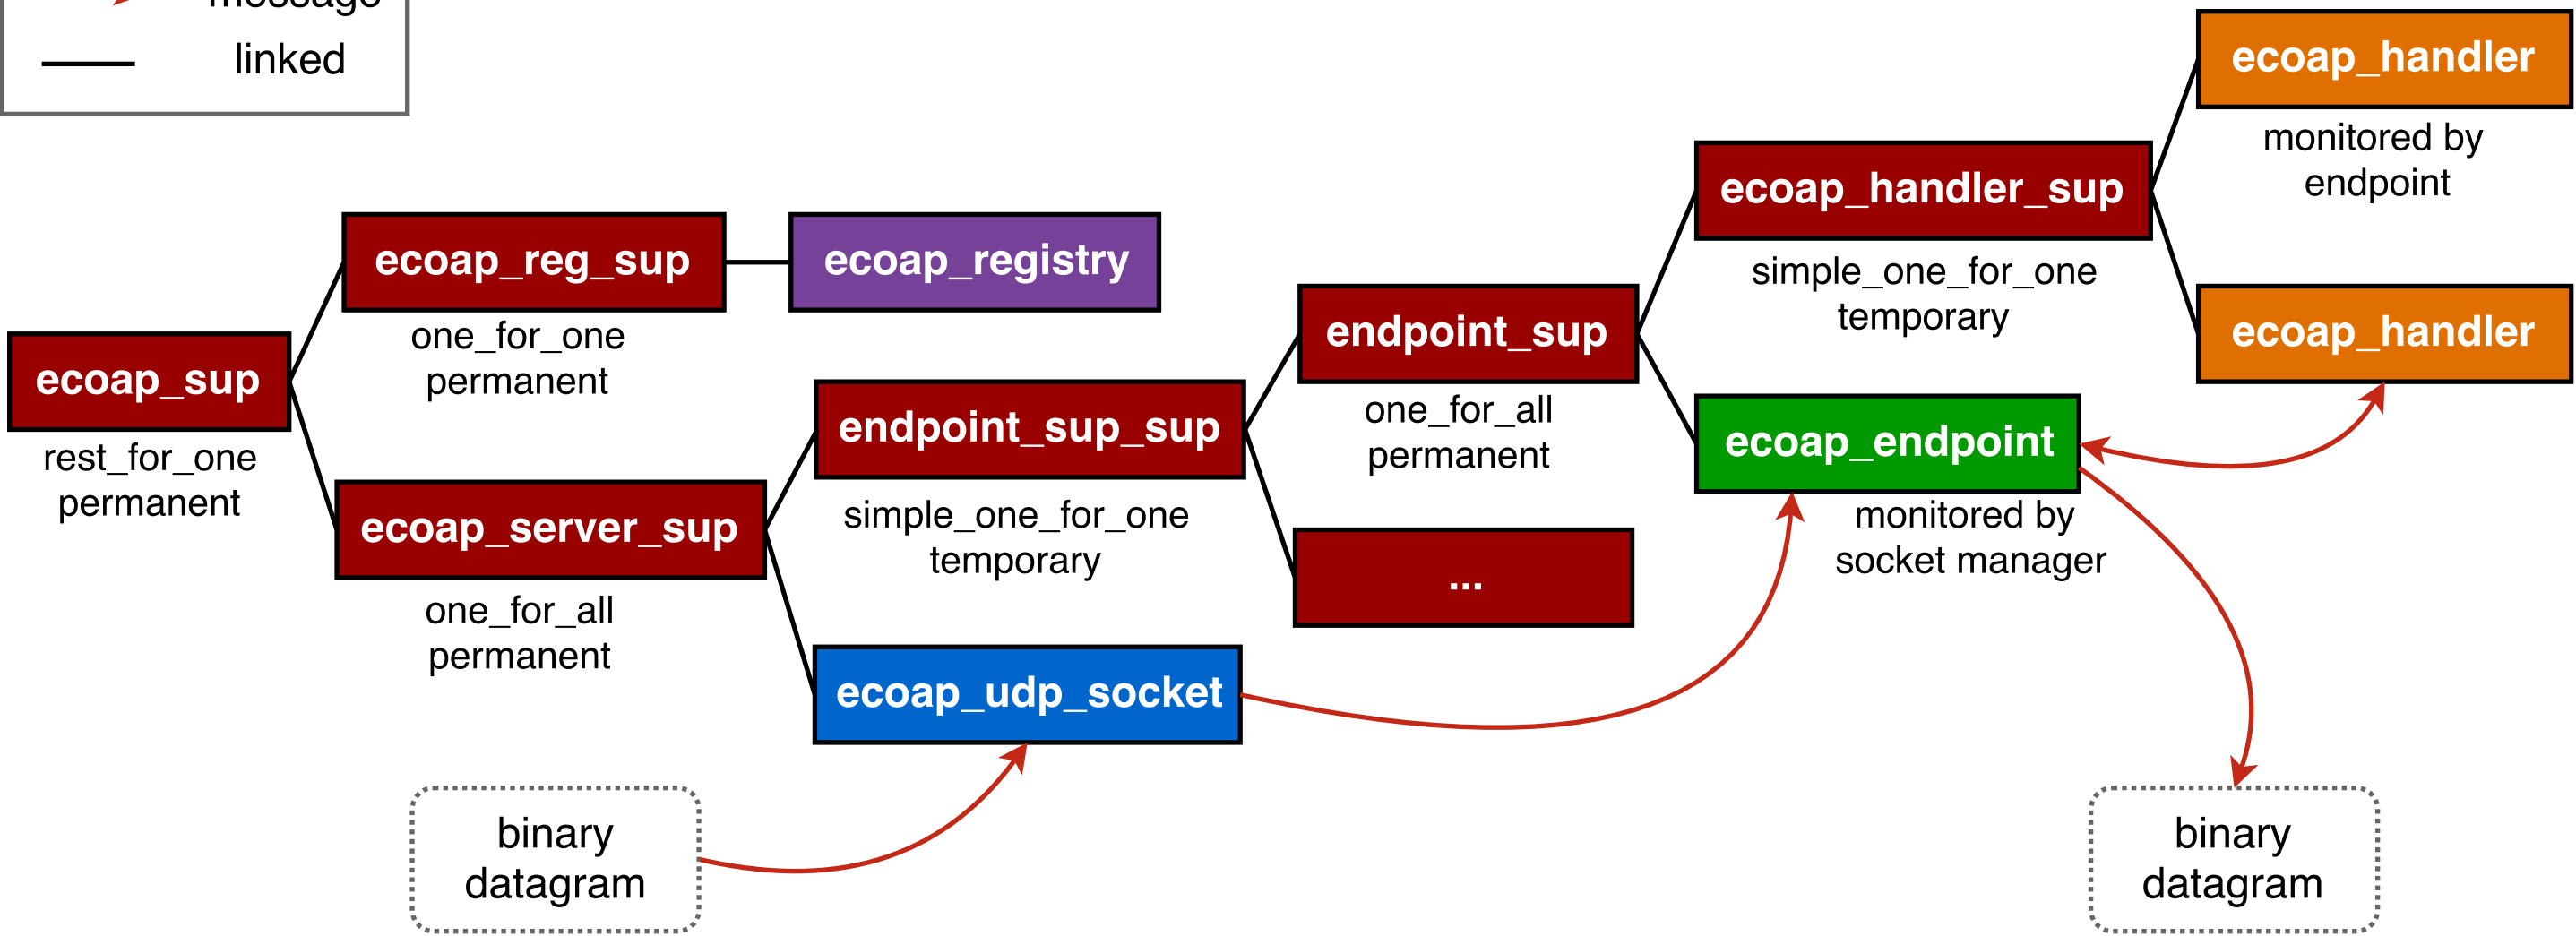 message
linked
ecoap_handler
monitored by
endpoint
ecoap_handler_sup
simple_one_for_one
temporary
ecoap_reg_sup
one_for_one
permanent
ecoap_registry
ecoap_sup
rest_for_one
permanent
endpoint_sup
one_for_all
permanent
ecoap_handler
endpoint_sup_sup
simple_one_for_one
temporary
ecoap_endpoint
monitored by
socket manager
ecoap_server_sup
one_for_all
permanent
...
ecoap_udp_socket
binary
datagram
binary
datagram